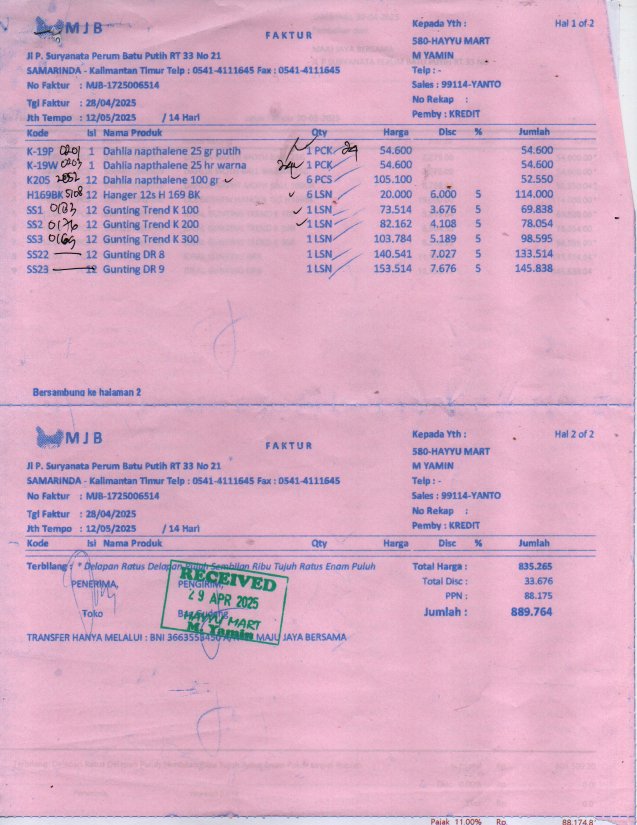 MJB
FAKTUR
Kepada Yth :
Hal 1 of 2
580-HAYYU MART
Jl P. Suryanata Perum Batu Putih RT 33 No 21
M YAMIN
SAMARINDA - Kalimantan Timur Telp : 0541-4111645 Fax : 0541-4111645
Telp : -
No Faktur : MJB-1725006514
Sales : 99114-YANTO
Tgl Faktur : 28/04/2025
No Rekap :
Jth Tempo : 12/05/2025 / 14 Hari
Pemby : KREDIT
Kode Isi Nama Produk Qty Harga Disc % Jumlah
K-19P 0201 1 Dahlia napthalene 25 gr putih 1 PCK 24 54.600 54.600
K-19W 0203 1 Dahlia napthalene 25 hr warna 24 1 PCK 54.600 54.600
K205 12 Dahlia napthalene 100 gr 6 PCS 105.100 52.550
H169BK 5108 12 Hanger 12s H 169 BK 6 LSN 20.000 6.000 5 114.000
SS1 0183 12 Gunting Trend K 100 1 LSN 73.514 3.676 5 69.838
SS2 0176 12 Gunting Trend K 200 1 LSN 82.162 4.108 5 78.054
SS3 0169 12 Gunting Trend K 300 1 LSN 103.784 5.189 5 98.595
SS22 12 Gunting DR 8 1 LSN 140.541 7.027 5 133.514
SS23 12 Gunting DR 9 1 LSN 153.514 7.676 5 145.838
Bersambung ke halaman 2
MJB
FAKTUR
Kepada Yth :
Hal 2 of 2
580-HAYYU MART
Jl P. Suryanata Perum Batu Putih RT 33 No 21
M YAMIN
SAMARINDA - Kalimantan Timur Telp : 0541-4111645 Fax : 0541-4111645
Telp : -
No Faktur : MJB-1725006514
Sales : 99114-YANTO
Tgl Faktur : 28/04/2025
No Rekap :
Jth Tempo : 12/05/2025 / 14 Hari
Pemby : KREDIT
Kode Isi Nama Produk Qty Harga Disc % Jumlah
Terbilang : * Delapan Ratus Delapan Puluh Sembilan Ribu Tujuh Ratus Enam Puluh
Total Harga : 835.265
PENERIMA, PENGIRIM,
Total Disc : 33.676
RECEIVED
29 APR 2025
PPN : 88.175
Toko
Bag Gudang
Jumlah : 889.764
HAYYU MART
M. Yamin
TRANSFER HANYA MELALUI : BNI MAJU JAYA BERSAMA
Pajak 11.00% Rp. 88.174,8